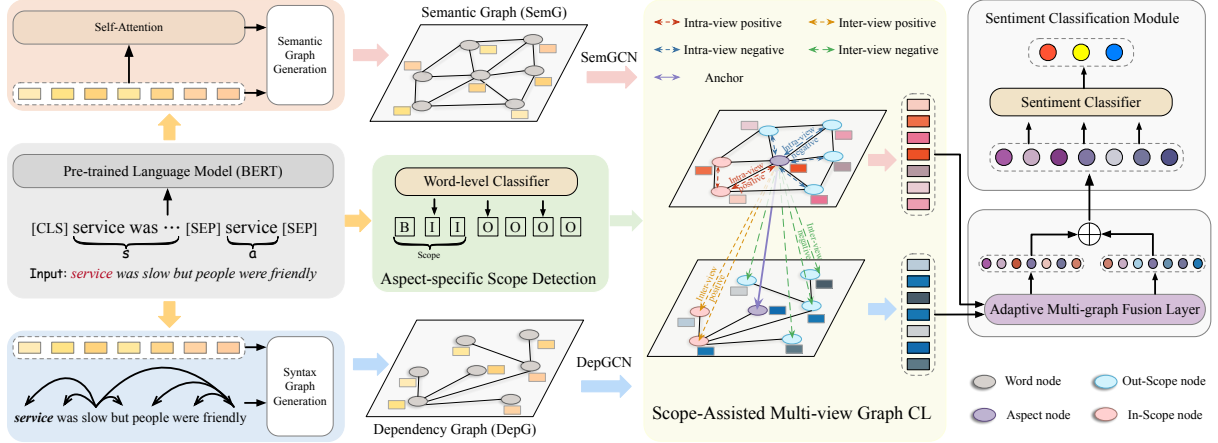 Self-Attention
Semantic
Graph
Generation
Pre-trained Language Model (BERT)
[CLS] service was ··· [SEP] service [SEP]
s a
Input: service was slow but people were friendly
Syntax
Graph
Generation
service was slow but people were friendly
Semantic Graph (SemG)
SemGCN
Word-level Classifier
B I I O O O O
Scope
Aspect-specific Scope Detection
DepGCN
Dependency Graph (DepG)
Intra-view positive
Inter-view positive
Intra-view negative
Inter-view negative
Anchor
Intra-view
negative
Intra-view
negative
Intra-view
positive
Inter-view
positive
Inter-view
negative
Scope-Assisted Multi-view Graph CL
Sentiment Classification Module
Sentiment Classifier
Adaptive Multi-graph Fusion Layer
Word node
Out-Scope node
Aspect node
In-Scope node